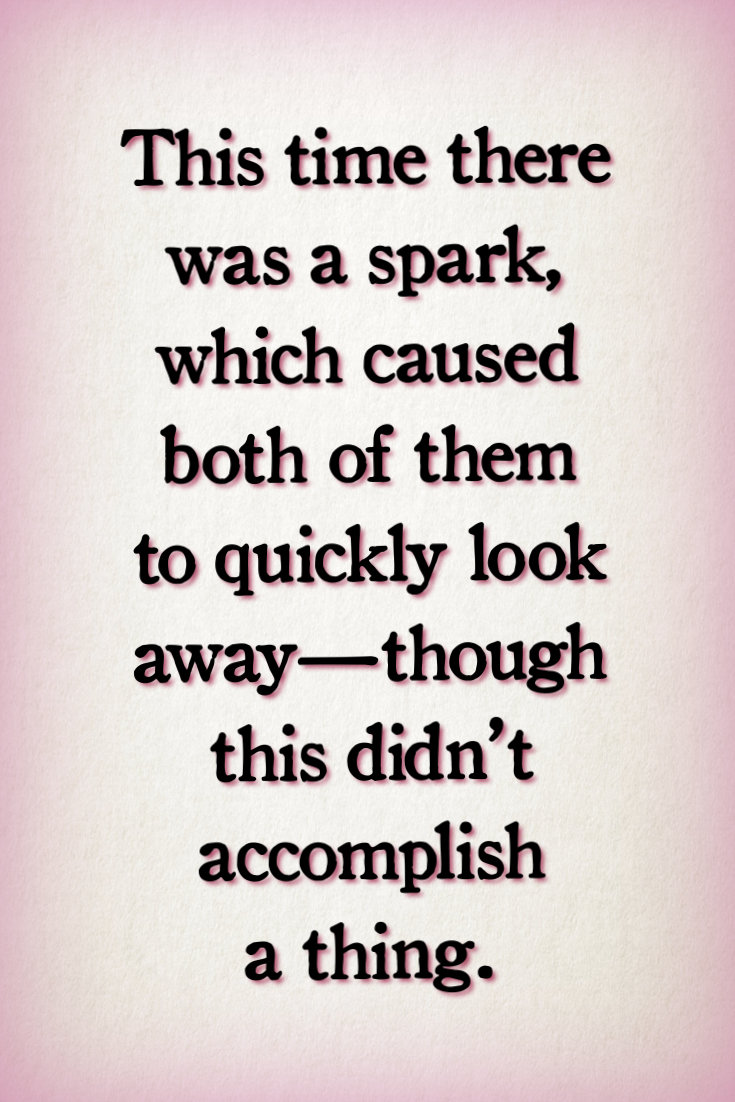 This time there
was a spark,
which caused
both of them
to quickly look
away—though
this didn’t
accomplish
a thing.